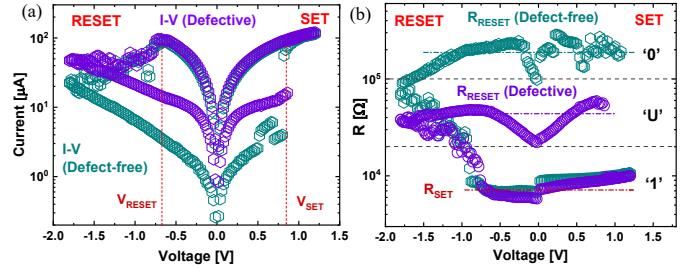 (a)
RESET
I-V (Defective)
SET
I-V
(Defect-free)
V_RESET
V_SET
Current [µA]
10²
10¹
10⁰
-2.0 -1.5 -1.0 -0.5 0.0 0.5 1.0 1.5
Voltage [V]
(b)
RESET
R_RESET (Defect-free)
SET
'0'
R_RESET (Defective)
'U'
R_SET
'1'
R [Ω]
10⁵
10⁴
-2.0 -1.5 -1.0 -0.5 0.0 0.5 1.0 1.5
Voltage [V]